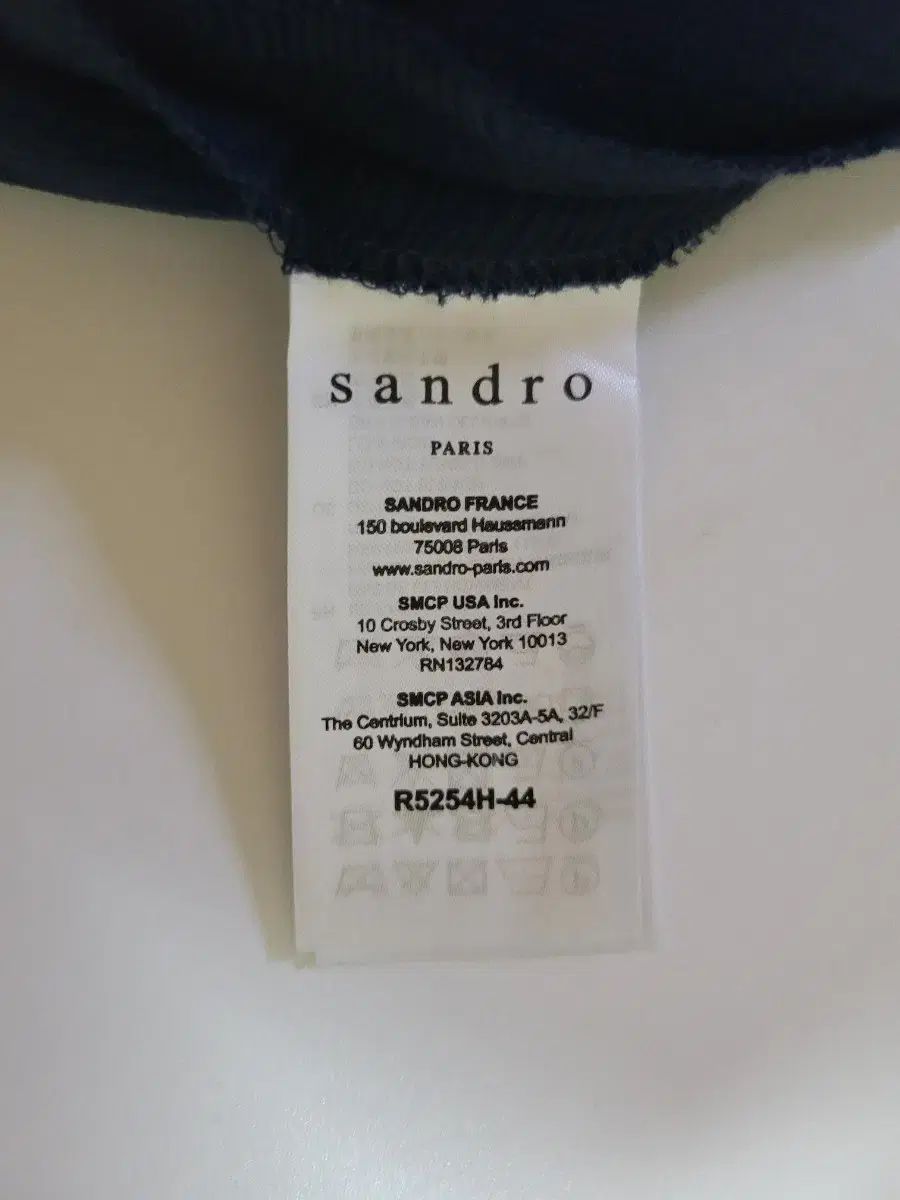 sandro
PARIS
SANDRO FRANCE
150 boulevard Haussmann
75008 Paris
www.sandro-paris.com
SMCP USA Inc.
10 Crosby Street, 3rd Floor
New York, New York 10013
RN132784
SMCP ASIA Inc.
The Centrium, Suite 3203A-5A, 32/F
60 Wyndham Street, Central
HONG-KONG
R5254H-44